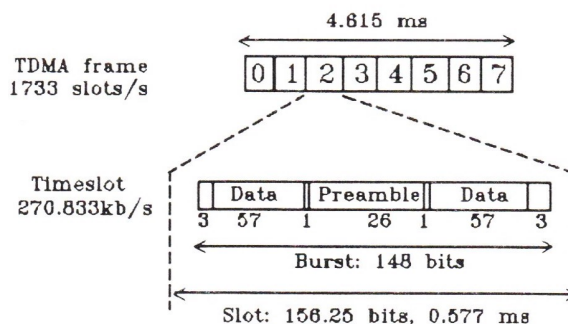 4.615 ms
TDMA frame
1733 slots/s
0 1 2 3 4 5 6 7
Timeslot
270.833kb/s
Data Preamble Data
3 57 1 26 1 57 3
Burst: 148 bits
Slot: 156.25 bits, 0.577 ms